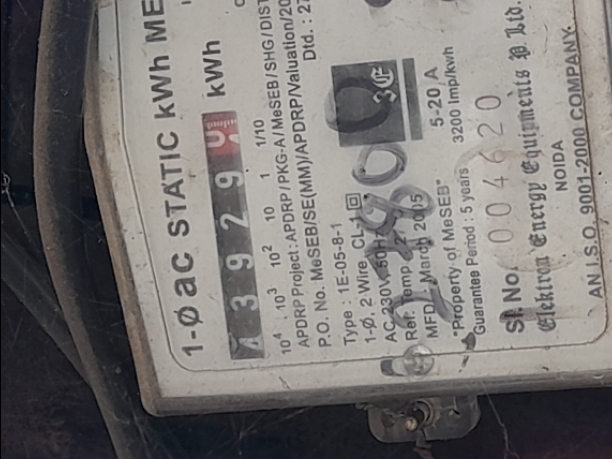 1-Ø aC STATIC kWh ME
3 9 2 9 kWh
10⁴ 10³ 10² 10 1 1/10
APDRP Project : APDRP / PKG-A / MeSEB / SHG / DIST
P.O. No. MeSEB/SE(MM)/APDRP/Valuation/20
Dtd. : 27
Type : 1E-05-8-1
1-Ø, 2 Wire, CL-1
AC 230V, 50H 5-20 A
Ref. Temp 3200 Imp/kwh
MFD. : March 2005
"Property of MeSEB"
Guarantee Period : 5 years
Sl. No. 004620
Elektron Energy Equipments P. Ltd.
NOIDA
AN I.S.O. 9001-2000 COMPANY.